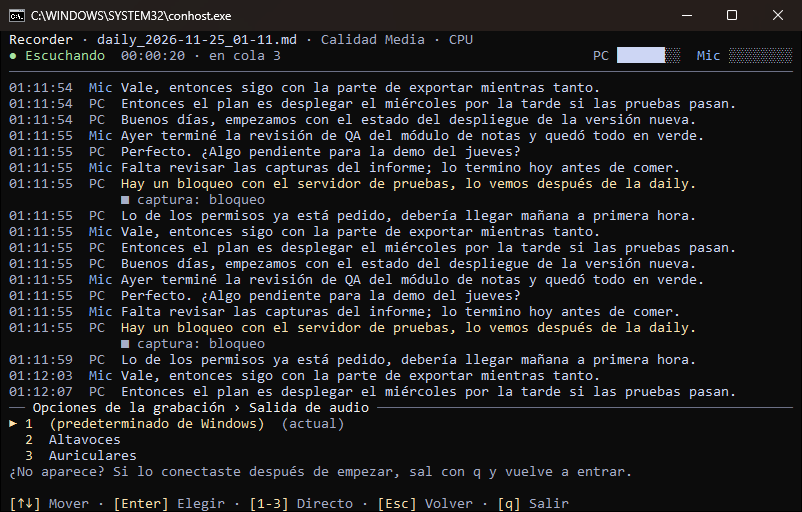 C:\WINDOWS\SYSTEM32\conhost.exe
Recorder · daily_2026-11-25_01-11.md · Calidad Media · CPU
● Escuchando 00:00:20 · en cola 3 PC Mic
01:11:54 Mic Vale, entonces sigo con la parte de exportar mientras tanto.
01:11:54 PC Entonces el plan es desplegar el miércoles por la tarde si las pruebas pasan.
01:11:54 PC Buenos días, empezamos con el estado del despliegue de la versión nueva.
01:11:55 Mic Ayer terminé la revisión de QA del módulo de notas y quedó todo en verde.
01:11:55 PC Perfecto. ¿Algo pendiente para la demo del jueves?
01:11:55 Mic Falta revisar las capturas del informe; lo termino hoy antes de comer.
01:11:55 PC Hay un bloqueo con el servidor de pruebas, lo vemos después de la daily.
■ captura: bloqueo
01:11:55 PC Lo de los permisos ya está pedido, debería llegar mañana a primera hora.
01:11:55 Mic Vale, entonces sigo con la parte de exportar mientras tanto.
01:11:55 PC Entonces el plan es desplegar el miércoles por la tarde si las pruebas pasan.
01:11:55 PC Buenos días, empezamos con el estado del despliegue de la versión nueva.
01:11:55 Mic Ayer terminé la revisión de QA del módulo de notas y quedó todo en verde.
01:11:55 PC Perfecto. ¿Algo pendiente para la demo del jueves?
01:11:55 Mic Falta revisar las capturas del informe; lo termino hoy antes de comer.
01:11:55 PC Hay un bloqueo con el servidor de pruebas, lo vemos después de la daily.
■ captura: bloqueo
01:11:59 PC Lo de los permisos ya está pedido, debería llegar mañana a primera hora.
01:12:03 Mic Vale, entonces sigo con la parte de exportar mientras tanto.
01:12:07 PC Entonces el plan es desplegar el miércoles por la tarde si las pruebas pasan.
Opciones de la grabación › Salida de audio
► 1 (predeterminado de Windows) (actual)
2 Altavoces
3 Auriculares
¿No aparece? Si lo conectaste después de empezar, sal con q y vuelve a entrar.
[↑↓] Mover · [Enter] Elegir · [1-3] Directo · [Esc] Volver · [q] Salir